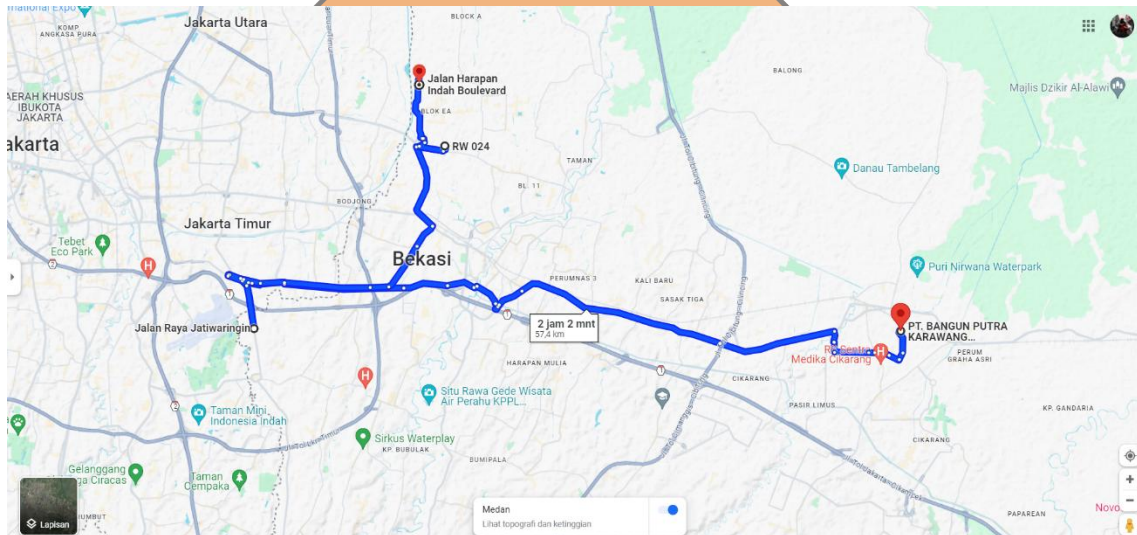 national Expo
KOMP
ANGKASA PURA
Jakarta Utara
BLOCK A
BALONG
Majlis Dzikir Al-Alawi
Jalan Harapan
Indah Boulevard
AERAH KHUSUS
IBUKOTA
JAKARTA
BLOK EA
akarta
RW 024
TAMAN
Danau Tambelang
BL. 11
BODJONG
Jakarta Timur
Tebet
Eco Park
Bekasi
Puri Nirwana Waterpark
PERUMNAS 3
KALI BARU
SASAK TIGA
2 jam 2 mnt
57,4 km
Jalan Raya Jatiwaringin
PT. BANGUN PUTRA
KARAWANG...
Medika Cikarang
PERUM
GRAHA ASRI
HARAPAN MULIA
CIKARANG
Situ Rawa Gede Wisata
Air Perahu KPPL...
PASIR LIMUS
KP. GANDARIA
Taman Mini
Indonesia Indah
Sirkus Waterplay
KP. BUBULAK
CIKARANG
BUMIPALA
Gelanggang
ga Ciracas
Taman
Cempaka
Lapisan
Medan
Lihat topografi dan ketinggian
PAPAREAN
Novo